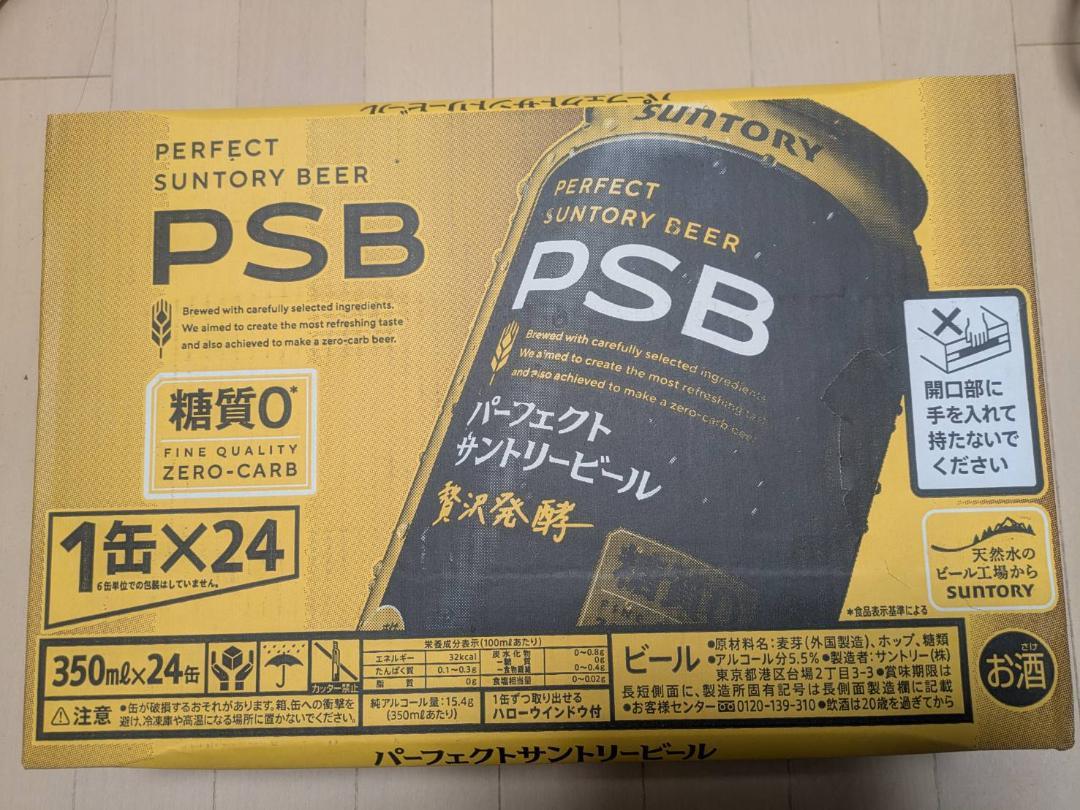 パーフェクトサントリービール
PERFECT
SUNTORY BEER
PSB
Brewed with carefully selected ingredients.
We aimed to create the most refreshing taste
and also achieved to make a zero-carb beer.
糖質0*
FINE QUALITY
ZERO-CARB
1缶×24
6缶単位での包装はしていません。
SUNTORY
PERFECT
SUNTORY BEER
PSB
Brewed with carefully selected ingredients.
We aimed to create the most refreshing taste
and also achieved to make a zero-carb beer.
パーフェクト
サントリービール
贅沢発酵
開口部に
手を入れて
持たないで
ください
天然水の
ビール工場から
SUNTORY
*食品表示基準による
350ml×24缶
カッター禁止
⚠注意
•缶が破損するおそれがあります。箱、缶への衝撃を
避け、冷凍庫や高温になる場所に置かないでください。
栄養成分表示(100mlあたり)
エネルギー 32kcal
たんぱく質 0.1〜0.3g
脂質 0g
炭水化物 0〜0.8g
-糖質 0g
-食物繊維 0〜0.4g
食塩相当量 0〜0.02g
純アルコール量:15.4g
(350mlあたり)
1缶ずつ取り出せる
ハローウインドウ付
ビール
•原材料名:麦芽(外国製造)、ホップ、糖類
•アルコール分5.5% •製造者:サントリー(株)
東京都港区台場2丁目3-3 •賞味期限は
長短側面に、製造所固有記号は長側面製造欄に記載
•お客様センター 0120-139-310 •飲酒は20歳を過ぎてから
さけ
お酒
パーフェクトサントリービール